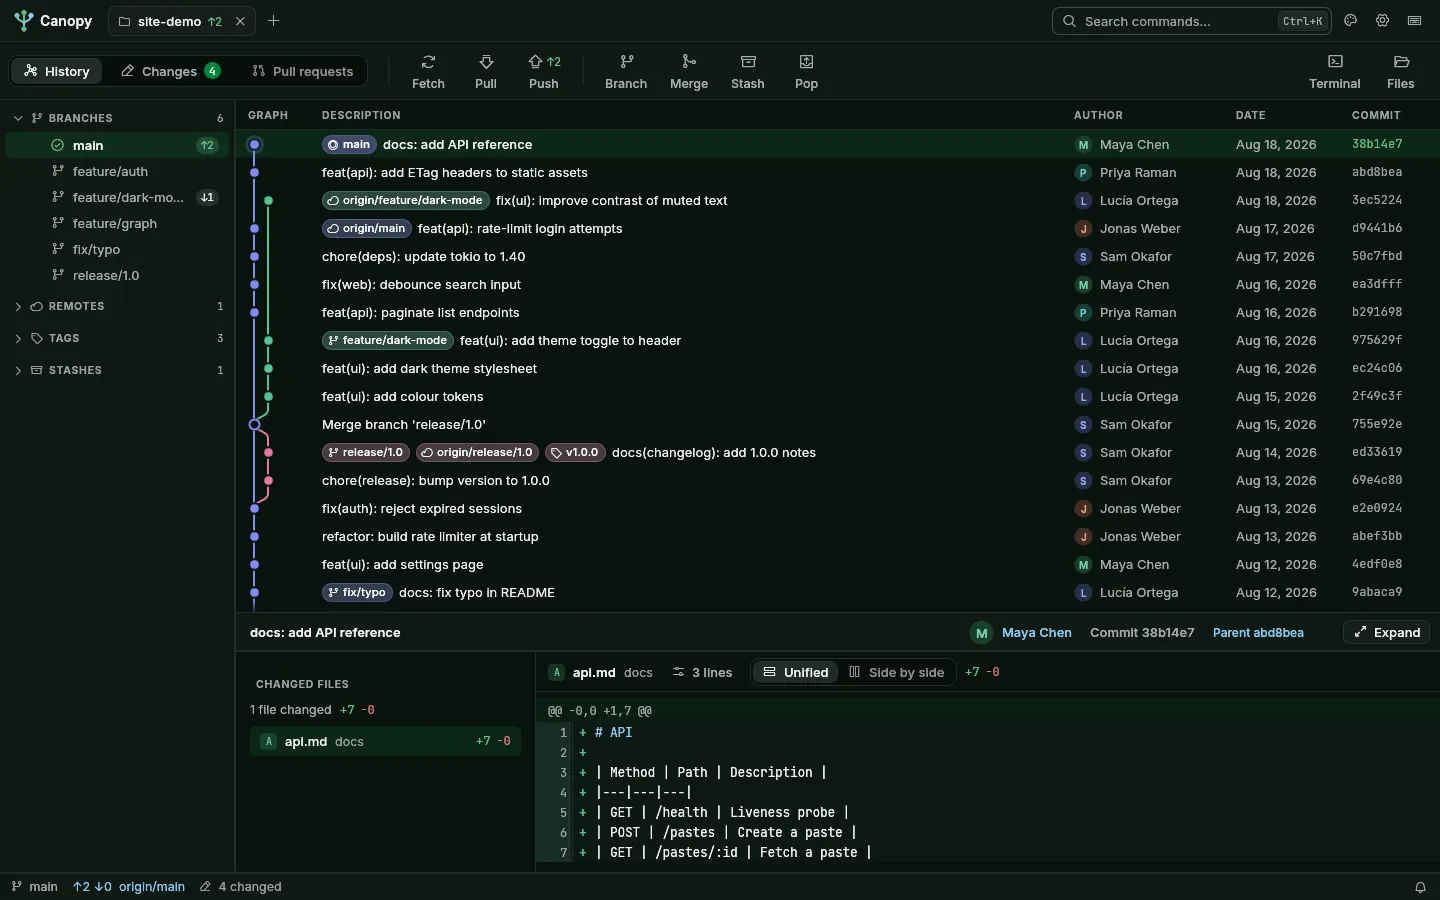 Canopy
site-demo ↑2
Search commands...
Ctrl+K
History
Changes 4
Pull requests
Fetch
Pull
↑2
Push
Branch
Merge
Stash
Pop
Terminal
Files
BRANCHES 6
main ↑2
feature/auth
feature/dark-mo... ↓1
feature/graph
fix/typo
release/1.0
REMOTES 1
TAGS 3
STASHES 1
GRAPH DESCRIPTION AUTHOR DATE COMMIT
main docs: add API reference M Maya Chen Aug 18, 2026 38b14e7
feat(api): add ETag headers to static assets P Priya Raman Aug 18, 2026 abd8bea
origin/feature/dark-mode fix(ui): improve contrast of muted text L Lucía Ortega Aug 18, 2026 3ec5224
origin/main feat(api): rate-limit login attempts J Jonas Weber Aug 17, 2026 d9441b6
chore(deps): update tokio to 1.40 S Sam Okafor Aug 17, 2026 50c7fbd
fix(web): debounce search input M Maya Chen Aug 16, 2026 ea3dfff
feat(api): paginate list endpoints P Priya Raman Aug 16, 2026 b291698
feature/dark-mode feat(ui): add theme toggle to header L Lucía Ortega Aug 16, 2026 975629f
feat(ui): add dark theme stylesheet L Lucía Ortega Aug 16, 2026 ec24c06
feat(ui): add colour tokens L Lucía Ortega Aug 15, 2026 2f49c3f
Merge branch 'release/1.0' S Sam Okafor Aug 15, 2026 755e92e
release/1.0 origin/release/1.0 v1.0.0 docs(changelog): add 1.0.0 notes S Sam Okafor Aug 14, 2026 ed33619
chore(release): bump version to 1.0.0 S Sam Okafor Aug 13, 2026 69e4c80
fix(auth): reject expired sessions J Jonas Weber Aug 13, 2026 e2e0924
refactor: build rate limiter at startup J Jonas Weber Aug 13, 2026 abef3bb
feat(ui): add settings page M Maya Chen Aug 12, 2026 4edf0e8
fix/typo docs: fix typo in README L Lucía Ortega Aug 12, 2026 9abaca9
docs: add API reference M Maya Chen Commit 38b14e7 Parent abd8bea Expand
CHANGED FILES
1 file changed +7 -0
A api.md docs +7 -0
A api.md docs 3 lines Unified Side by side +7 -0
@@ -0,0 +1,7 @@
1 + # API
2 +
3 + | Method | Path | Description |
4 + |---|---|---|
5 + | GET | /health | Liveness probe |
6 + | POST | /pastes | Create a paste |
7 + | GET | /pastes/:id | Fetch a paste |
main ↑2 ↓0 origin/main 4 changed